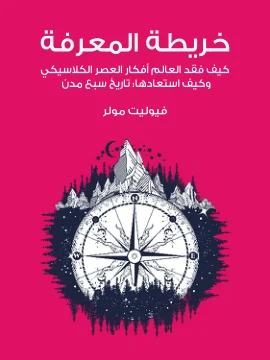 خريطة المعرفة
كيف فقد العالم أفكار العصر الكلاسيكي
وكيف استعادها: تاريخ سبع مدن
فيوليت مولر